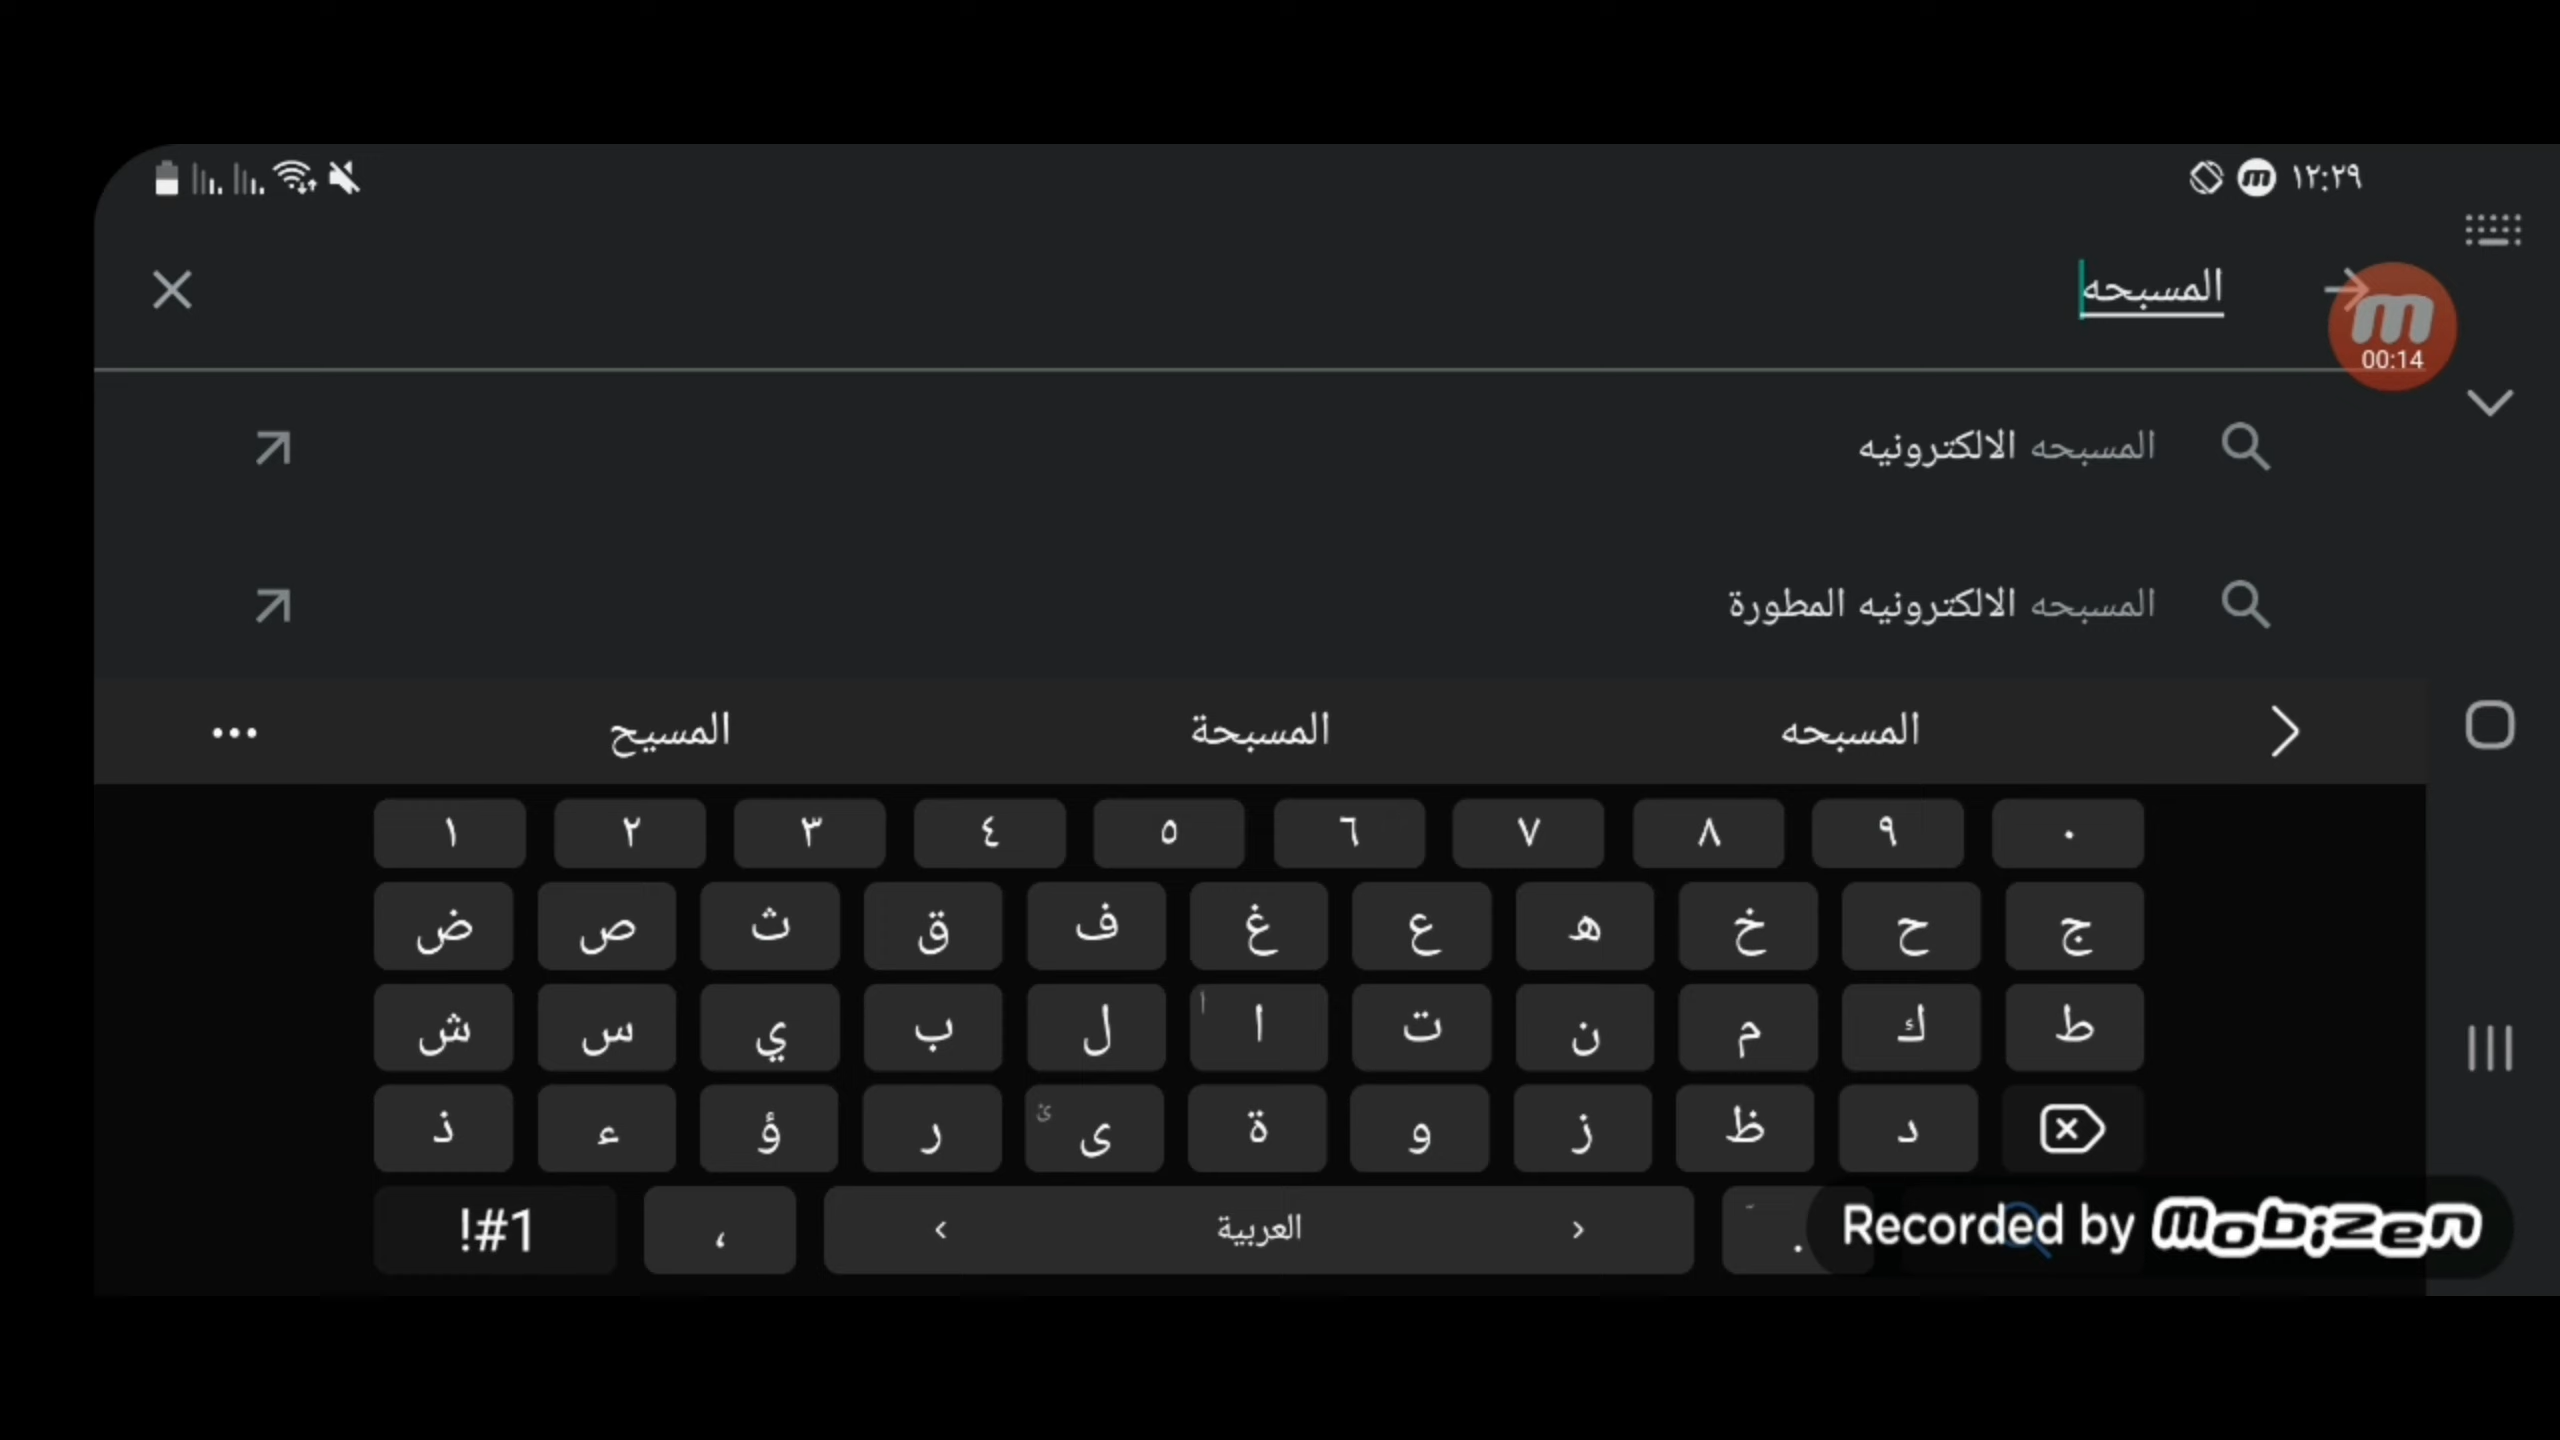 ١٢:٢٩
المسبحه
00:14
المسبحه الالكترونيه
المسبحه الالكترونيه المطورة
المسبحه المسبحة المسيح
١ ٢ ٣ ٤ ٥ ٦ ٧ ٨ ٩ ٠
ض ص ث ق ف غ ع ه خ ح ج
ش س ي ب ل ا ت ن م ك ط
ذ ء ؤ ر ى ة و ز ظ د
!#1 ، العربية .
Recorded by mobizen